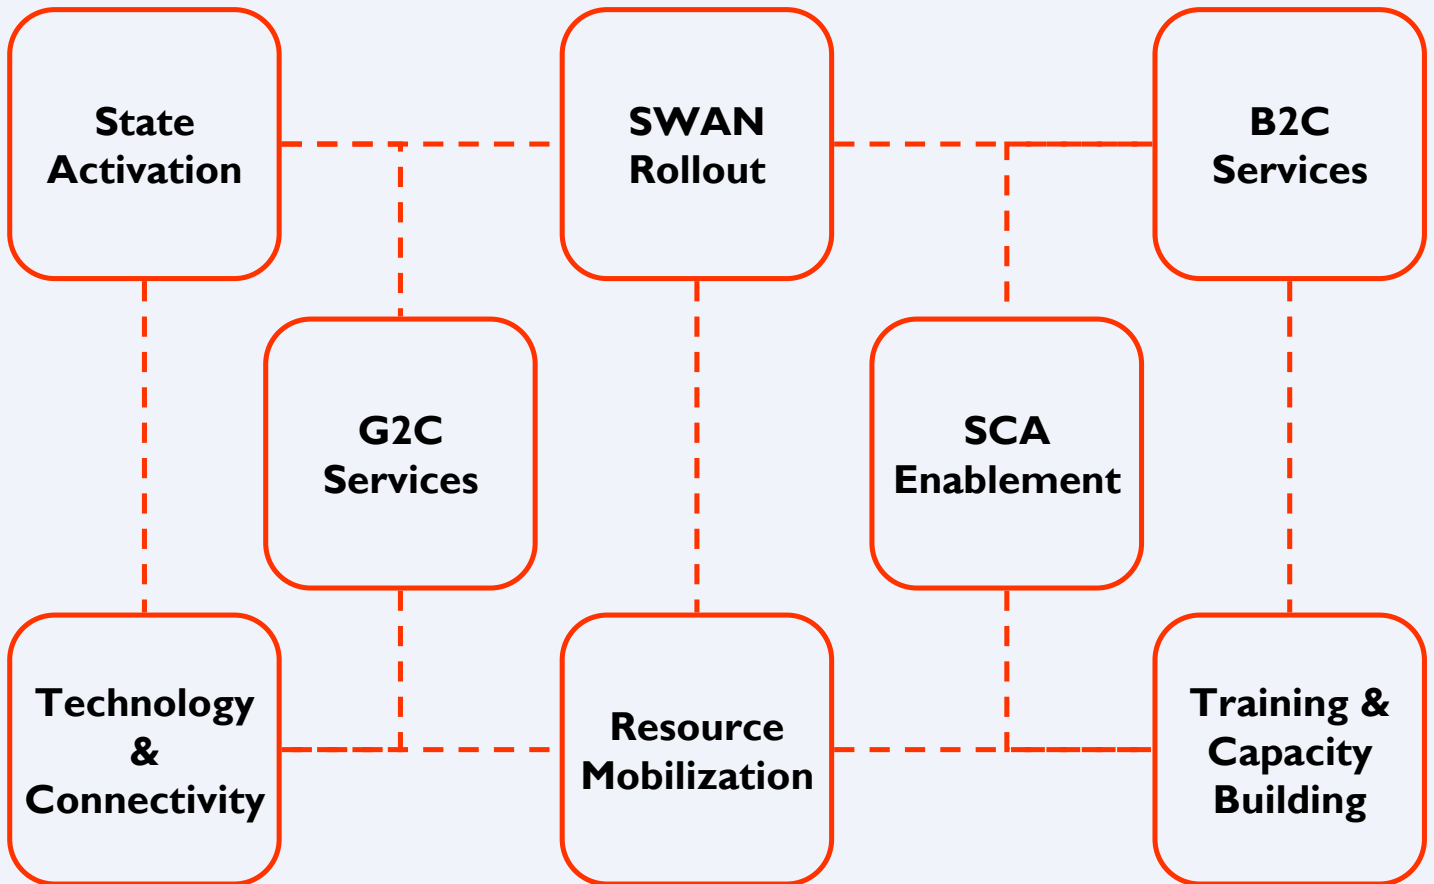 State
Activation
SWAN
Rollout
B2C
Services
G2C
Services
SCA
Enablement
Technology
&
Connectivity
Resource
Mobilization
Training &
Capacity
Building